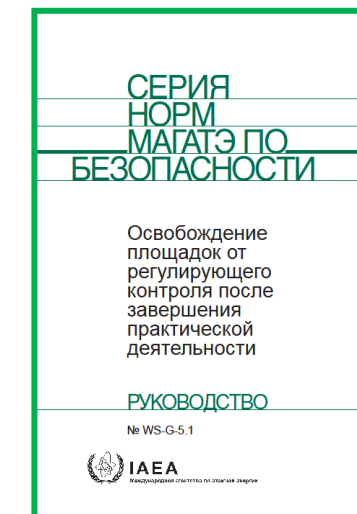 СЕРИЯ
НОРМ
МАГАТЭ ПО
БЕЗОПАСНОСТИ
Освобождение
площадок от
регулирующего
контроля после
завершения
практической
деятельности
РУКОВОДСТВО
№ WS-G-5.1
IAEA
Международное агентство по атомной энергии